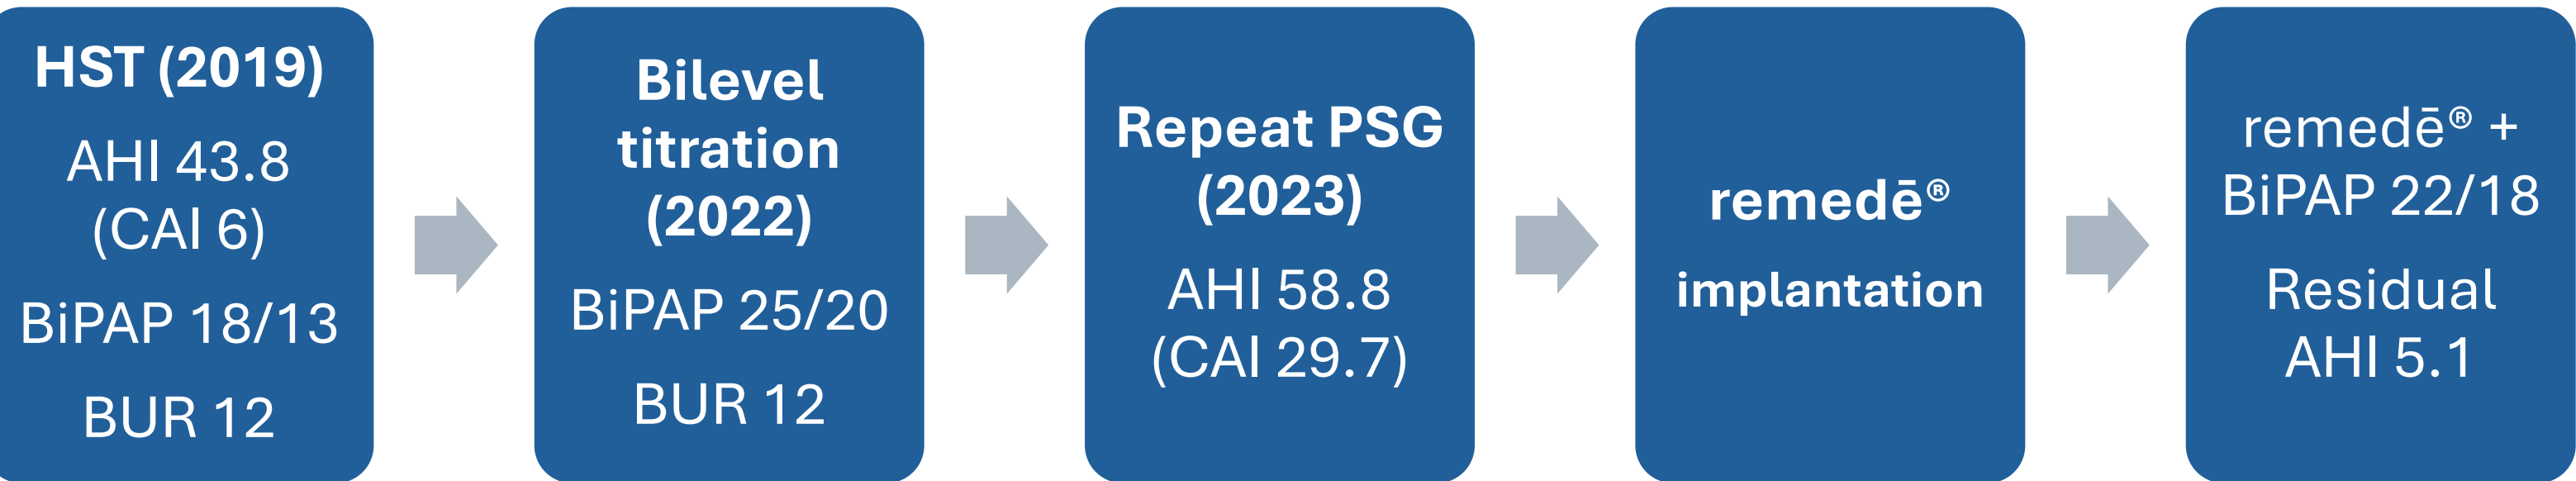 HST (2019)
AHI 43.8
(CAI 6)
BiPAP 18/13
BUR 12
Bilevel
titration
(2022)
BiPAP 25/20
BUR 12
Repeat PSG
(2023)
AHI 58.8
(CAI 29.7)
remedē®
implantation
remedē® +
BiPAP 22/18
Residual
AHI 5.1